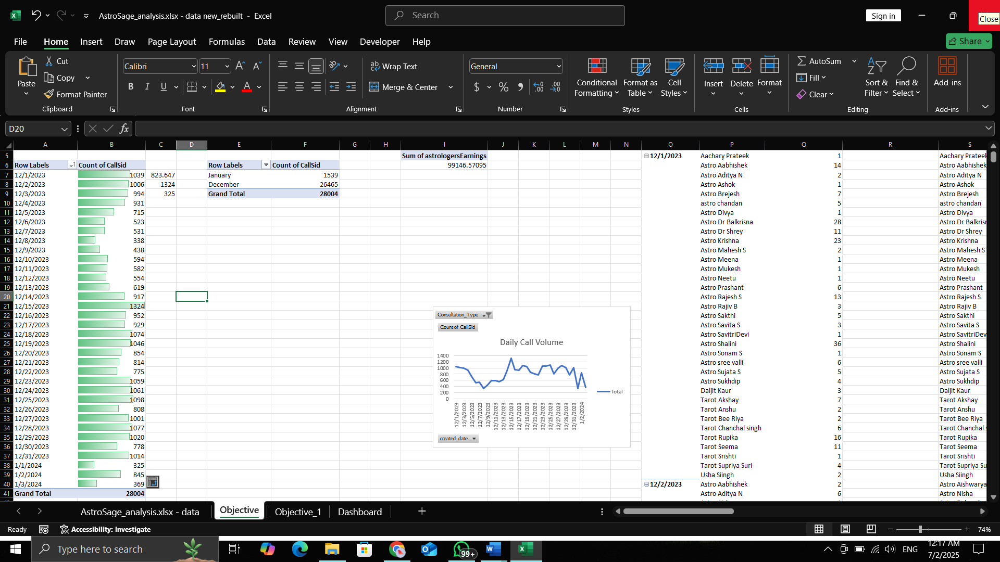 AstroSage_analysis.xlsx - data new_rebuilt - Excel
Search
Sign in
Close
File Home Insert Draw Page Layout Formulas Data Review View Developer Help
Share
Paste
Cut
Copy
Format Painter
Clipboard
Calibri 11
B I U
Font
Wrap Text
Merge & Center
Alignment
General
$ %
Number
Conditional Formatting
Format as Table
Cell Styles
Styles
Insert
Delete
Format
Cells
AutoSum
Fill
Clear
Sort & Filter
Find & Select
Editing
Add-ins
Add-ins
D20
fx
A B C D E F G H I J K L M N O P Q R S
5 Sum of astrologersEarnings 12/1/2023 Aachary Prateek 1 Aachary Prateek
6 Row Labels Count of CallSid Row Labels Count of CallSid 99146.57095 Astro Aabhishek 14 Astro Aabhishek
7 12/1/2023 1039 823.647 January 1539 Astro Aditya N 2 Astro Aditya N
8 12/2/2023 1006 1324 December 26465 Astro Ashok 1 Astro Ashok
9 12/3/2023 994 325 Grand Total 28004 Astro Brejesh 7 Astro Brejesh
10 12/4/2023 931 astro chandan 5 astro chandan
11 12/5/2023 715 Astro Divya 1 Astro Divya
12 12/6/2023 523 Astro Dr Balkrisna 28 Astro Dr Balkrisn
13 12/7/2023 531 Astro Dr Shrey 11 Astro Dr Shrey
14 12/8/2023 338 Astro Krishna 23 Astro Krishna
15 12/9/2023 438 Astro Mahesh S 2 Astro Mahesh S
16 12/10/2023 594 Astro Meena 1 Astro Meena
17 12/11/2023 582 Astro Mukesh 1 Astro Mukesh
18 12/12/2023 554 Astro Neetu 1 Astro Neetu
19 12/13/2023 619 Astro Prashant 6 Astro Prashant
20 12/14/2023 917 Astro Rajesh S 13 Astro Rajesh S
21 12/15/2023 1324 Astro Rajiv B 3 Astro Rajiv B
22 12/16/2023 952 Astro Sakthi 5 Astro Sakthi
23 12/17/2023 929 Astro Savita S 3 Astro Savita S
24 12/18/2023 1074 Astro SavitriDevi 1 Astro SavitriDev
25 12/19/2023 1046 Astro Shalini 36 Astro Shalini
26 12/20/2023 854 Astro Sonam S 1 Astro Sonam S
27 12/21/2023 814 Astro sree valli 6 Astro sree valli
28 12/22/2023 775 Astro Sujata S 5 Astro Sujata S
29 12/23/2023 1059 Astro Sukhdip 4 Astro Sukhdip
30 12/24/2023 1061 Daljit Kaur 3 Daljit Kaur
31 12/25/2023 1098 Tarot Akshay 7 Tarot Akshay
32 12/26/2023 808 Tarot Anshu 2 Tarot Anshu
33 12/27/2023 1001 Tarot Bee Riya 2 Tarot Bee Riya
34 12/28/2023 1077 Tarot Chanchal singh 6 Tarot Chanchal s
35 12/29/2023 1020 Tarot Rupika 16 Tarot Rupika
36 12/30/2023 778 Tarot Seema 11 Tarot Seema
37 12/31/2023 1014 Tarot Srishti 1 Tarot Srishti
38 1/1/2024 325 Tarot Supriya Suri 4 Tarot Supriya Su
39 1/2/2024 845 Usha Siingh 2 Usha Siingh
40 1/3/2024 369 12/2/2023 Astro Aabhishek 2 Astro Aishwarya
41 Grand Total 28004 Astro Aditya N 6 Astro Nisha
Consultation_Type
Count of CallSid
Daily Call Volume
1400
1200
1000
800
600
400
200
0
Total
12/1/2023
12/3/2023
12/5/2023
12/7/2023
12/9/2023
12/11/2023
12/13/2023
12/15/2023
12/17/2023
12/19/2023
12/21/2023
12/23/2023
12/25/2023
12/27/2023
12/29/2023
12/31/2023
1/2/2024
created_date
AstroSage_analysis.xlsx - data Objective Objective_1 Dashboard
Ready Accessibility: Investigate
74%
Type here to search
99+
ENG
12:17 AM
7/2/2025